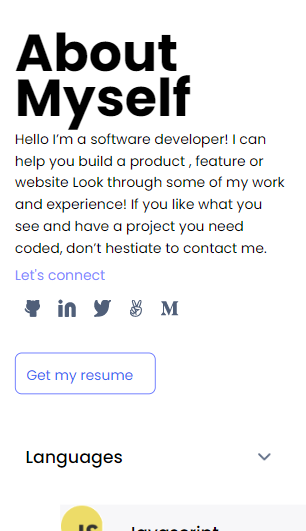 About
Myself
Hello I’m a software developer! I can
help you build a product , feature or
website Look through some of my work
and experience! If you like what you
see and have a project you need
coded, don’t hestiate to contact me.
Let's connect
Get my resume
Languages
JS
Javascript